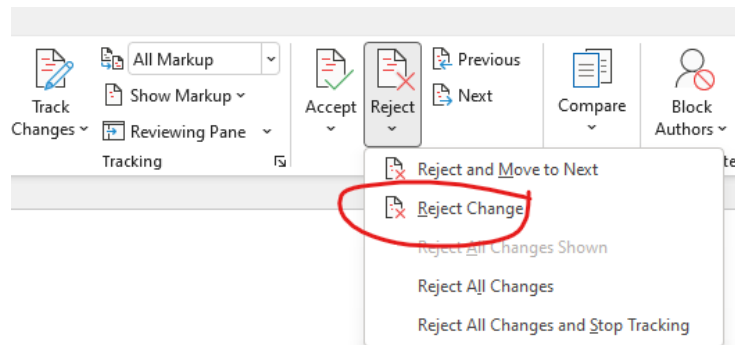 All Markup
Show Markup
Reviewing Pane
Track
Changes
Tracking
Accept
Reject
Previous
Next
Compare
Block
Authors
te
Reject and Move to Next
Reject Change
Reject All Changes Shown
Reject All Changes
Reject All Changes and Stop Tracking